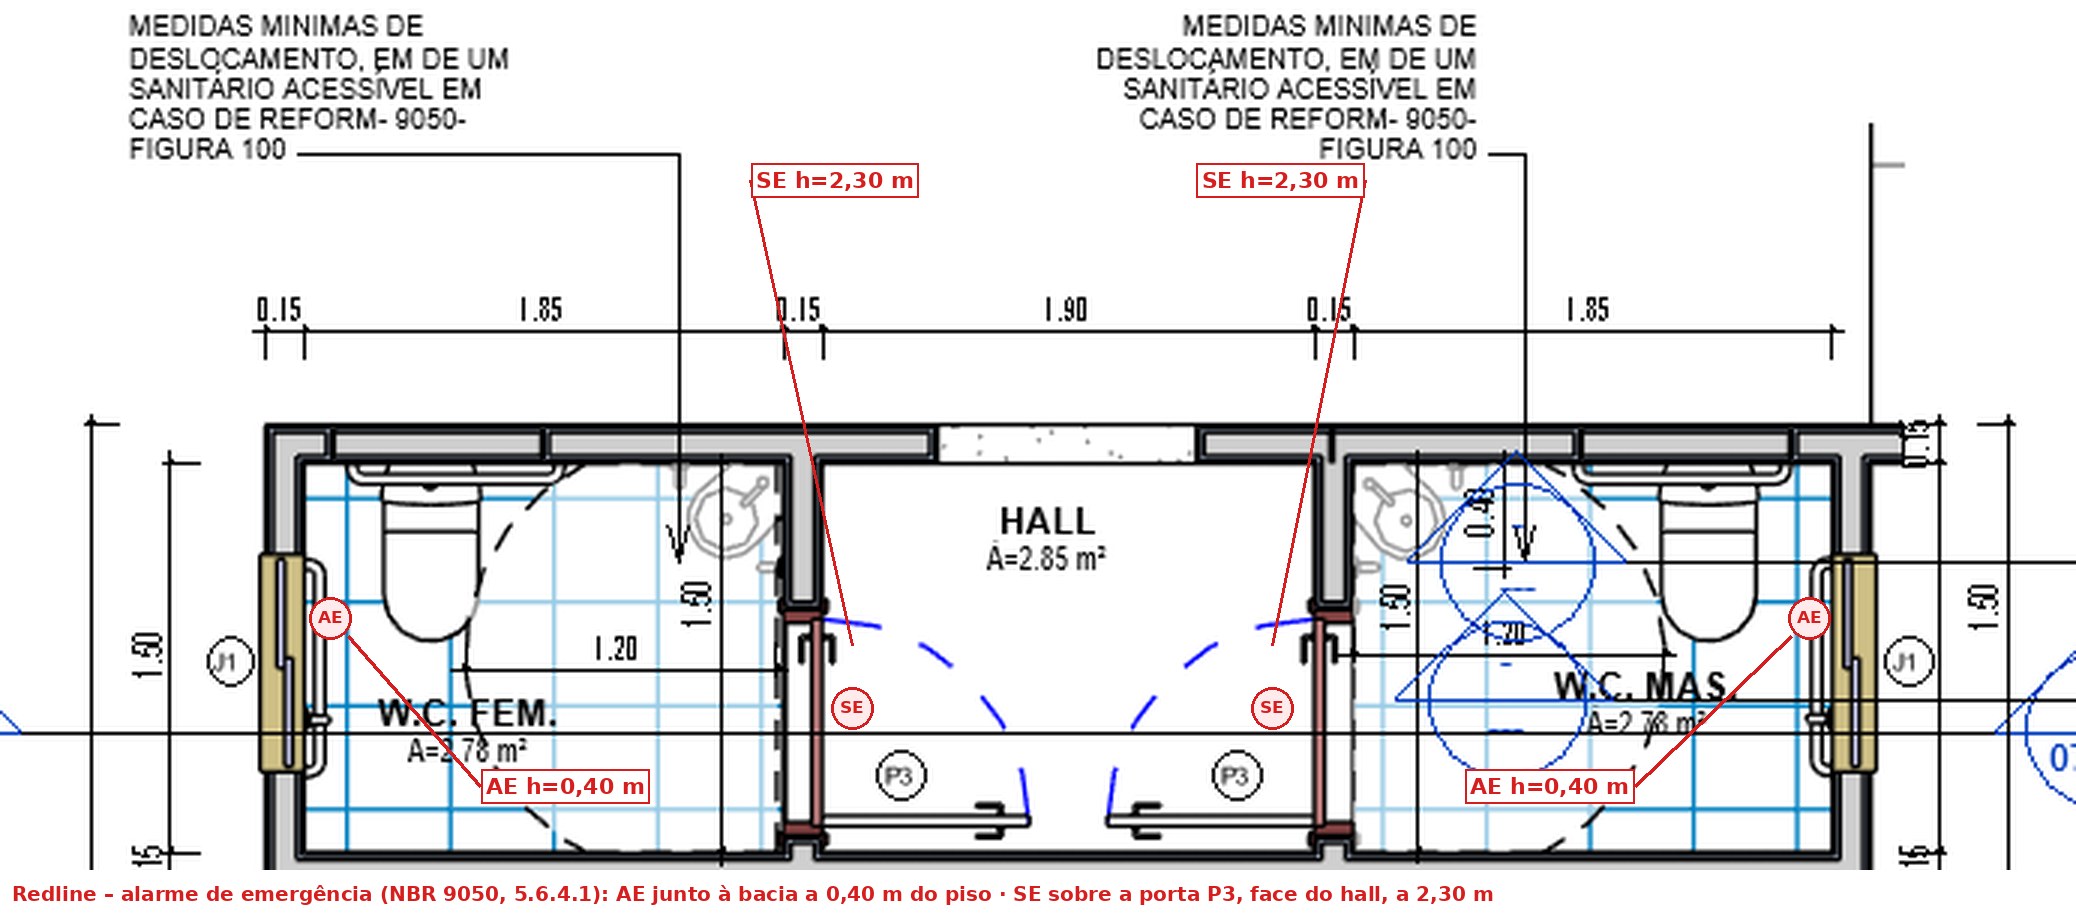 MEDIDAS MINIMAS DE
DESLOCAMENTO, EM DE UM
SANITÁRIO ACESSÍVEL EM
CASO DE REFORM- 9050-
FIGURA 100
MEDIDAS MINIMAS DE
DESLOCAMENTO, EM DE UM
SANITÁRIO ACESSÍVEL EM
CASO DE REFORM- 9050-
FIGURA 100
SE h=2,30 m
SE h=2,30 m
0.15
1.85
0.15
1.90
0.15
1.85
0.15
HALL
A=2.85 m²
0.43
1.50
1.50
1.50
1.50
AE
AE
1.20
1.20
J1
J1
W.C. FEM.
A=2.78 m²
W.C. MAS.
A=2.78 m²
SE
SE
P3
P3
AE h=0,40 m
AE h=0,40 m
07
15
15
Redline – alarme de emergência (NBR 9050, 5.6.4.1): AE junto à bacia a 0,40 m do piso · SE sobre a porta P3, face do hall, a 2,30 m